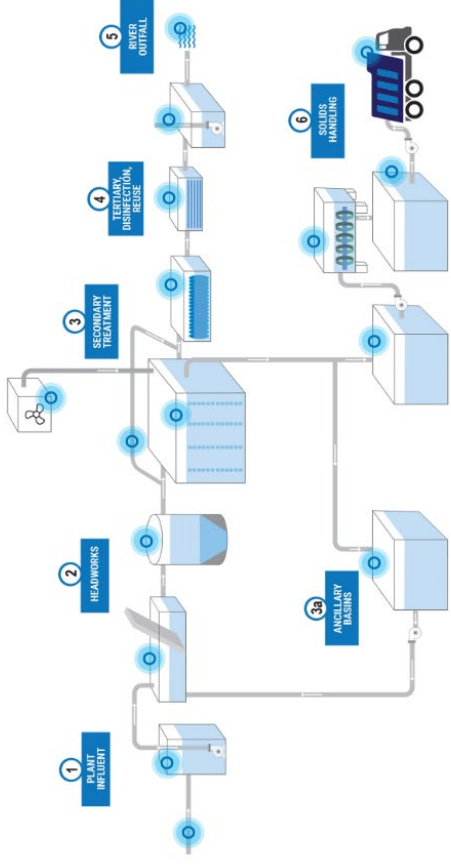 1
PLANT
INFLUENT
2
HEADWORKS
3
SECONDARY
TREATMENT
3a
ANCILLARY
BASINS
4
TERTIARY,
DISINFECTION,
REUSE
5
RIVER
OUTFALL
6
SOLIDS
HANDLING